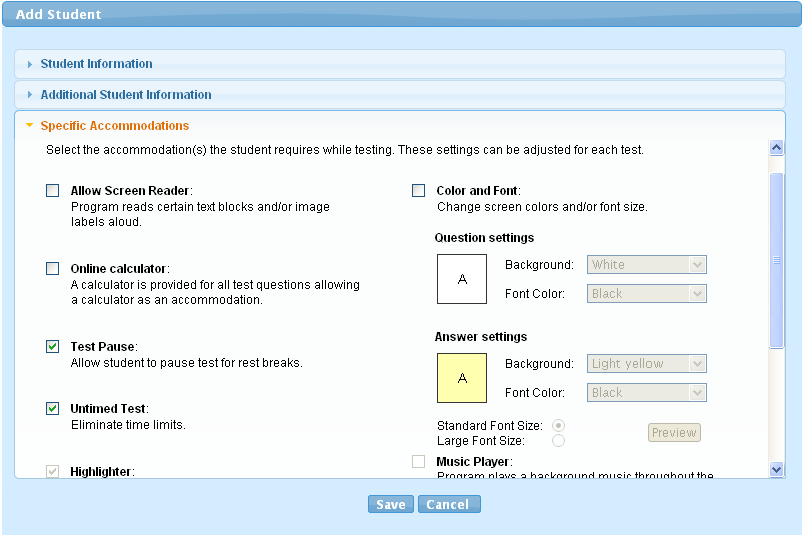 Add Student
Student Information
Additional Student Information
Specific Accommodations
Select the accommodation(s) the student requires while testing. These settings can be adjusted for each test.
Allow Screen Reader:
Program reads certain text blocks and/or image
labels aloud.
Online calculator:
A calculator is provided for all test questions allowing
a calculator as an accommodation.
Test Pause:
Allow student to pause test for rest breaks.
Untimed Test:
Eliminate time limits.
Highlighter:
Color and Font:
Change screen colors and/or font size.
Question settings
A
Background: White
Font Color: Black
Answer settings
A
Background: Light yellow
Font Color: Black
Standard Font Size:
Large Font Size:
Preview
Music Player:
Program plays a background music throughout the
Save Cancel